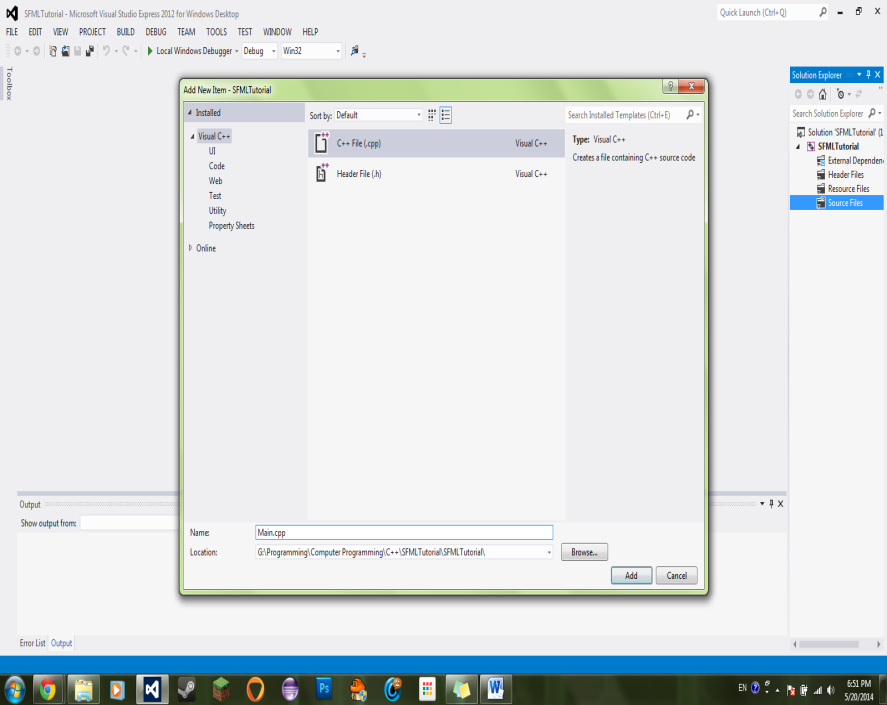 SFMLTutorial - Microsoft Visual Studio Express 2012 for Windows Desktop
Quick Launch (Ctrl+Q)
FILE EDIT VIEW PROJECT BUILD DEBUG TEAM TOOLS TEST WINDOW HELP
Local Windows Debugger Debug Win32
Toolbox
Add New Item - SFMLTutorial
Installed
Sort by: Default
Search Installed Templates (Ctrl+E)
Visual C++
UI
Code
Web
Test
Utility
Property Sheets
Online
C++ File (.cpp) Visual C++
Header File (.h) Visual C++
Type: Visual C++
Creates a file containing C++ source code
Name: Main.cpp
Location: G:\Programming\Computer Programming\C++\SFMLTutorial\SFMLTutorial\
Browse...
Add Cancel
Solution Explorer
Search Solution Explorer
Solution 'SFMLTutorial' (1
SFMLTutorial
External Dependen
Header Files
Resource Files
Source Files
Output
Show output from:
Error List Output
Ps
W
EN
6:51 PM
5/20/2014